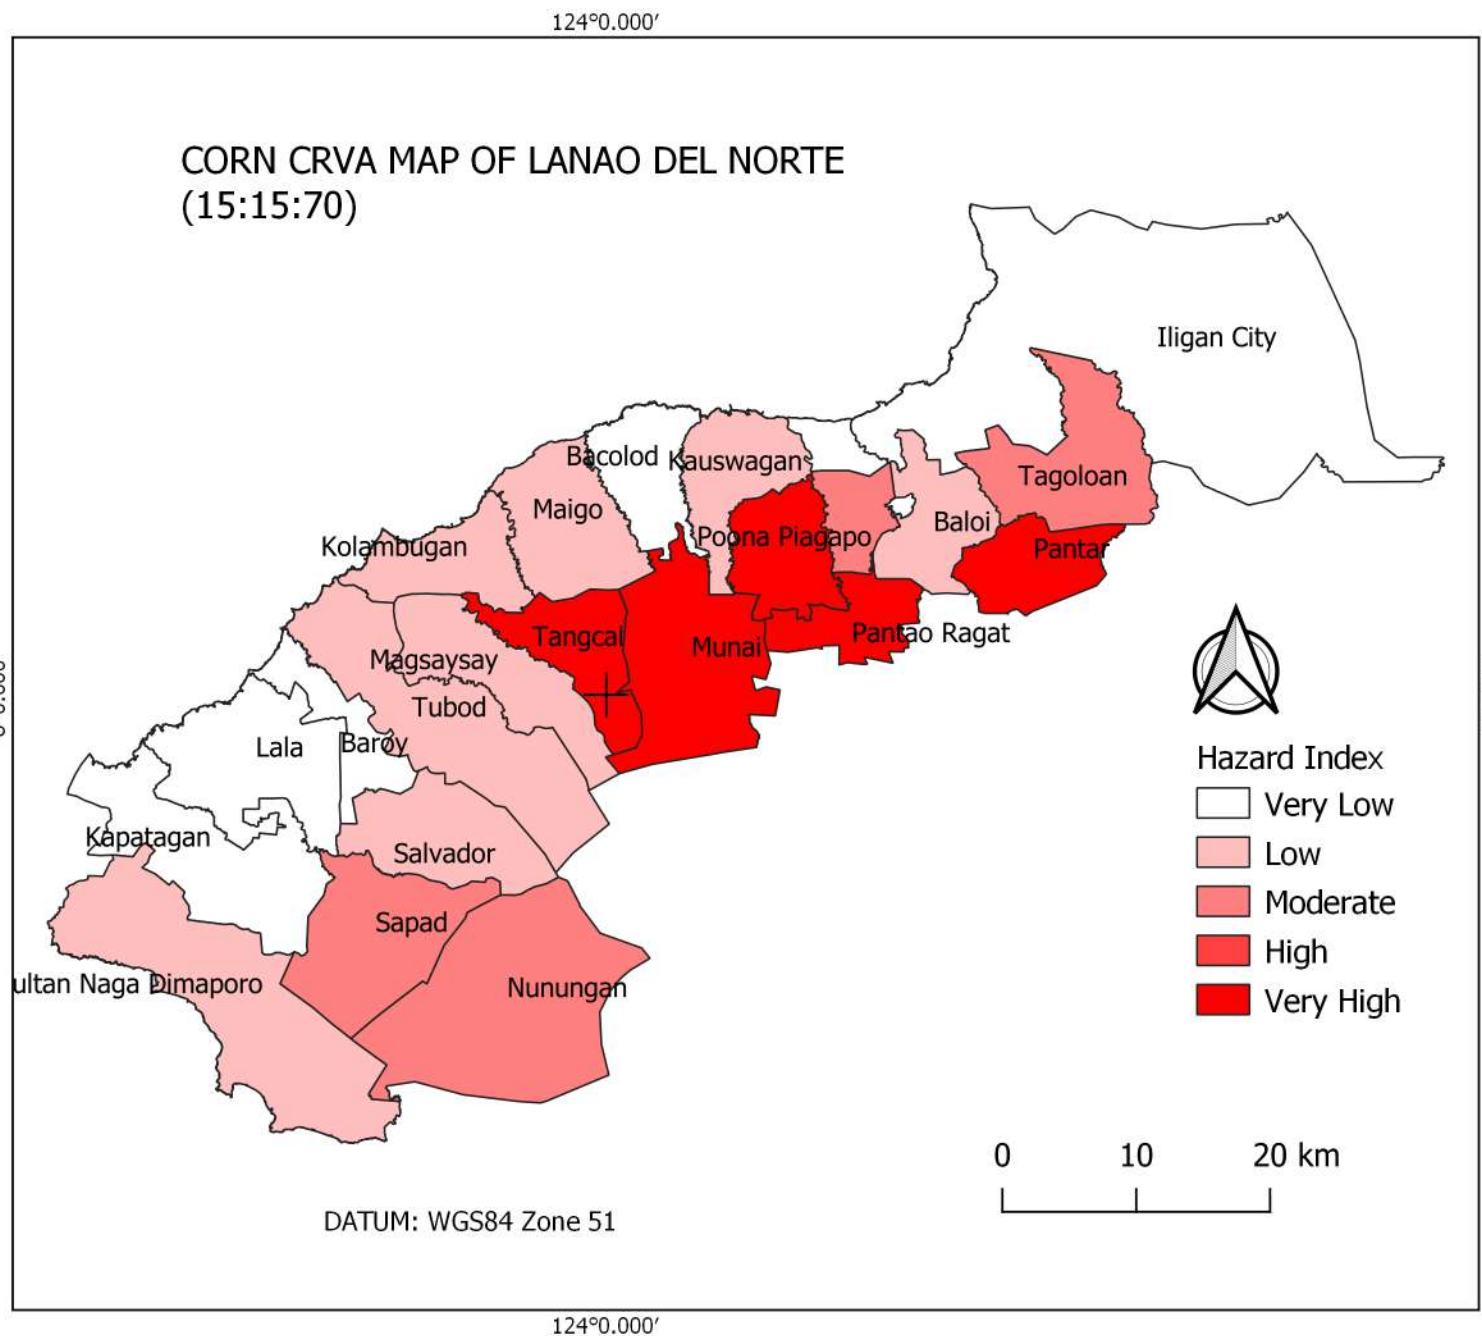 124°0.000′
CORN CRVA MAP OF LANAO DEL NORTE
(15:15:70)
Iligan City
Bacolod
Kauswagan
Tagoloan
Maigo
Baloi
Poona Piagapo
Kolambugan
Pantar
Tangcal
Munai
Pantao Ragat
Magsaysay
Tubod
Lala
Baroy
Kapatagan
Salvador
Sapad
ultan Naga Dimaporo
Nunungan
Hazard Index
Very Low
Low
Moderate
High
Very High
0 10 20 km
DATUM: WGS84 Zone 51
124°0.000′